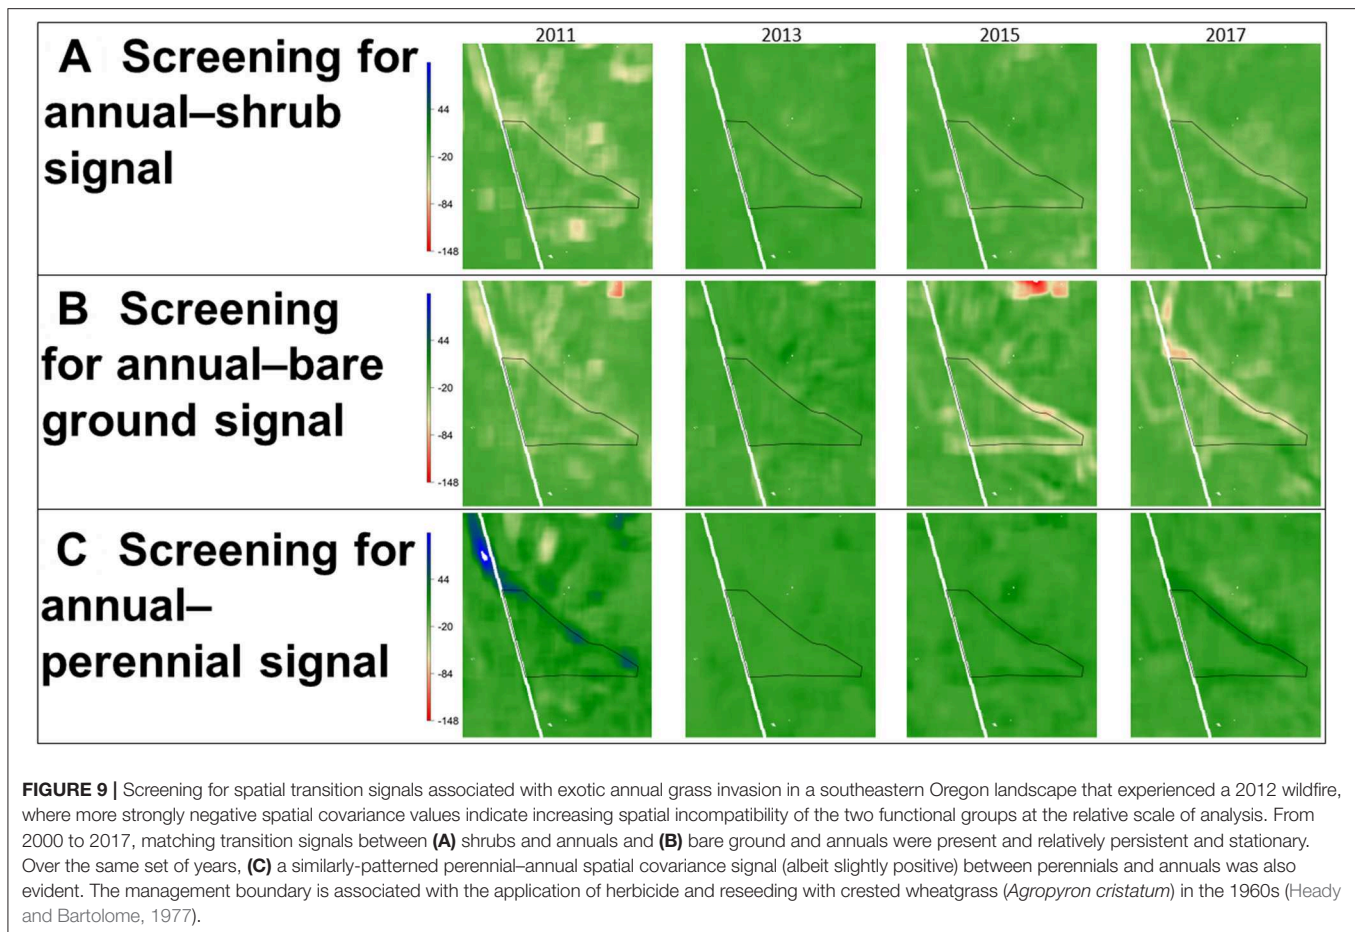 2011 2013 2015 2017
A Screening for
annual–shrub
signal
44
-20
-84
-148
B Screening
for annual–bare
ground signal
44
-20
-84
-148
C Screening for
annual–
perennial signal
44
-20
-84
-148
FIGURE 9 | Screening for spatial transition signals associated with exotic annual grass invasion in a southeastern Oregon landscape that experienced a 2012 wildfire,
where more strongly negative spatial covariance values indicate increasing spatial incompatibility of the two functional groups at the relative scale of analysis. From
2000 to 2017, matching transition signals between (A) shrubs and annuals and (B) bare ground and annuals were present and relatively persistent and stationary.
Over the same set of years, (C) a similarly-patterned perennial–annual spatial covariance signal (albeit slightly positive) between perennials and annuals was also
evident. The management boundary is associated with the application of herbicide and reseeding with crested wheatgrass (Agropyron cristatum) in the 1960s (Heady
and Bartolome, 1977).